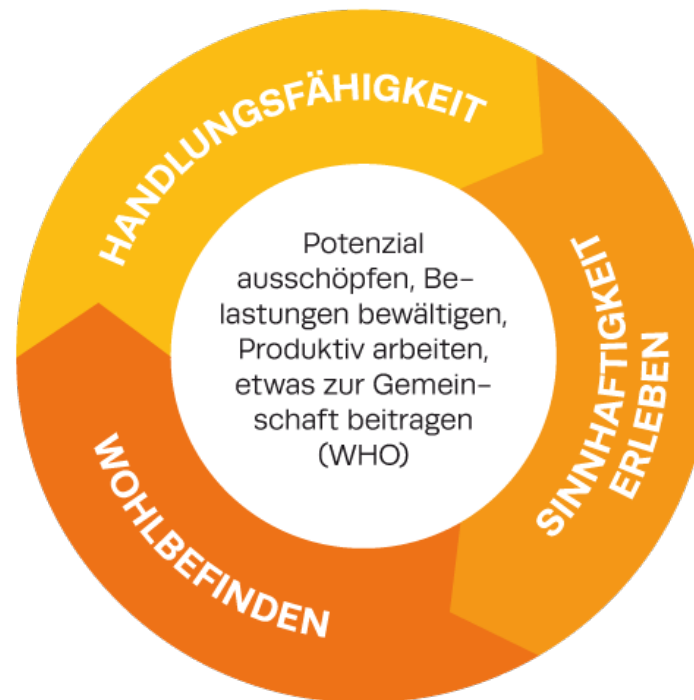 HANDLUNGSFÄHIGKEIT
SINNHAFTIGKEIT
ERLEBEN
WOHLBEFINDEN
Potenzial
ausschöpfen, Be-
lastungen bewältigen,
Produktiv arbeiten,
etwas zur Gemein-
schaft beitragen
(WHO)